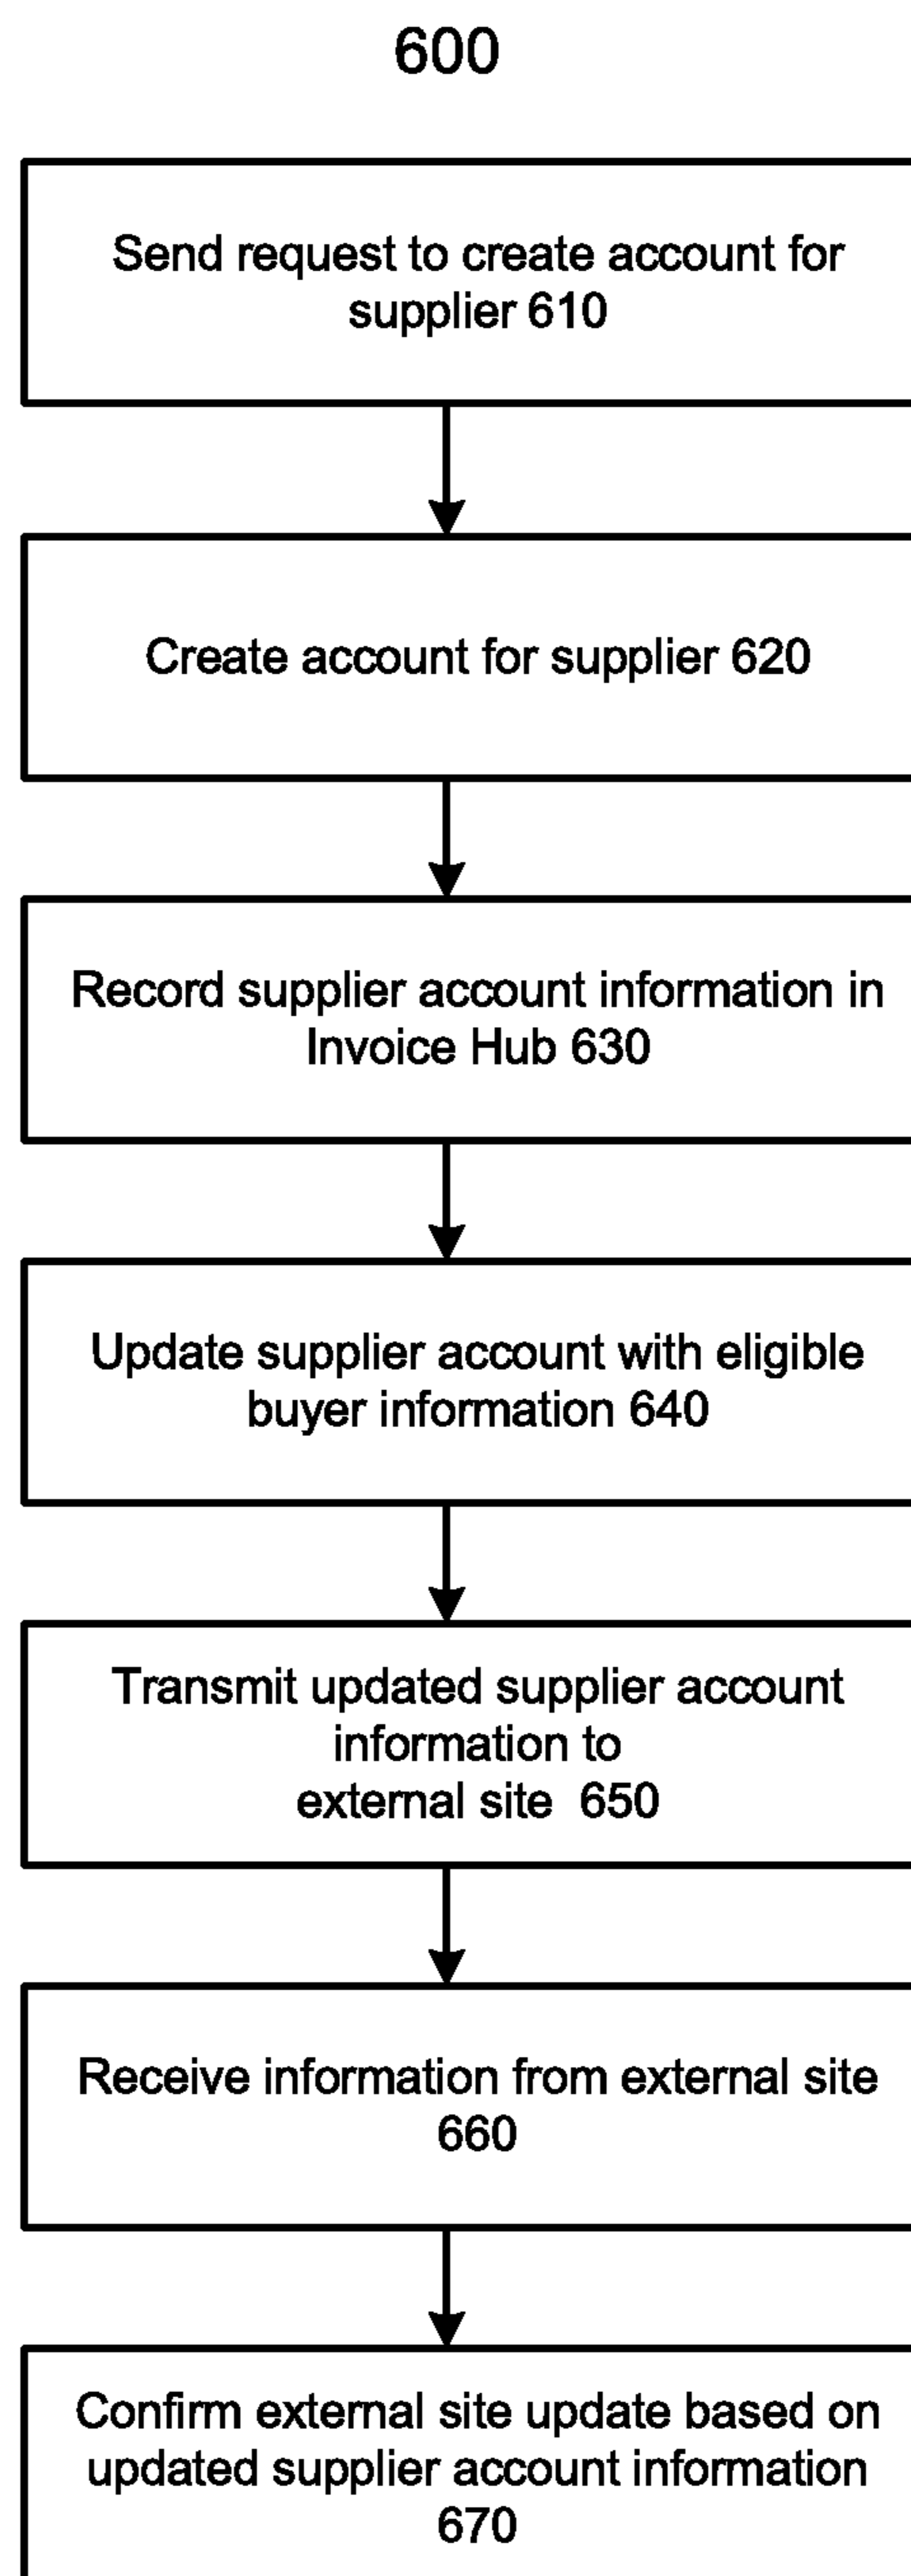 600
Send request to create account for
supplier 610
Create account for supplier 620
Record supplier account information in
Invoice Hub 630
Update supplier account with eligible
buyer information 640
Transmit updated supplier account
information to
external site 650
Receive information from external site
660
Confirm external site update based on
updated supplier account information
670